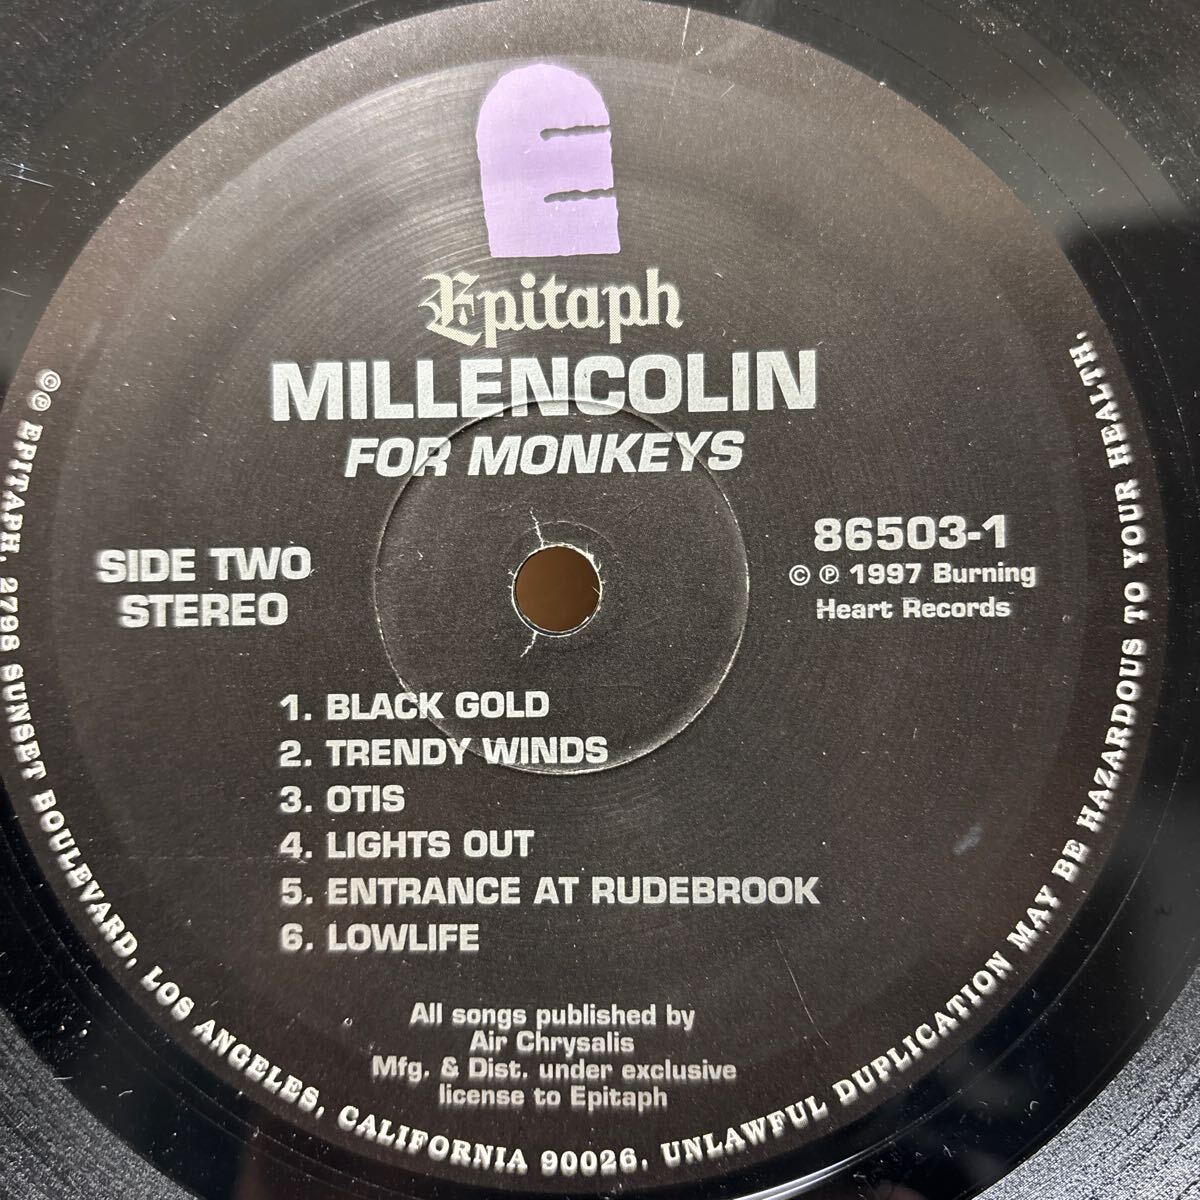 Epitaph
MILLENCOLIN
FOR MONKEYS
SIDE TWO
STEREO
86503-1
© ℗ 1997 Burning
Heart Records
1. BLACK GOLD
2. TRENDY WINDS
3. OTIS
4. LIGHTS OUT
5. ENTRANCE AT RUDEBROOK
6. LOWLIFE
All songs published by
Air Chrysalis
Mfg. & Dist. under exclusive
license to Epitaph
© ℗ EPITAPH, 2798 SUNSET BOULEVARD, LOS ANGELES, CALIFORNIA 90026. UNLAWFUL DUPLICATION MAY BE HAZARDOUS TO YOUR HEALTH.